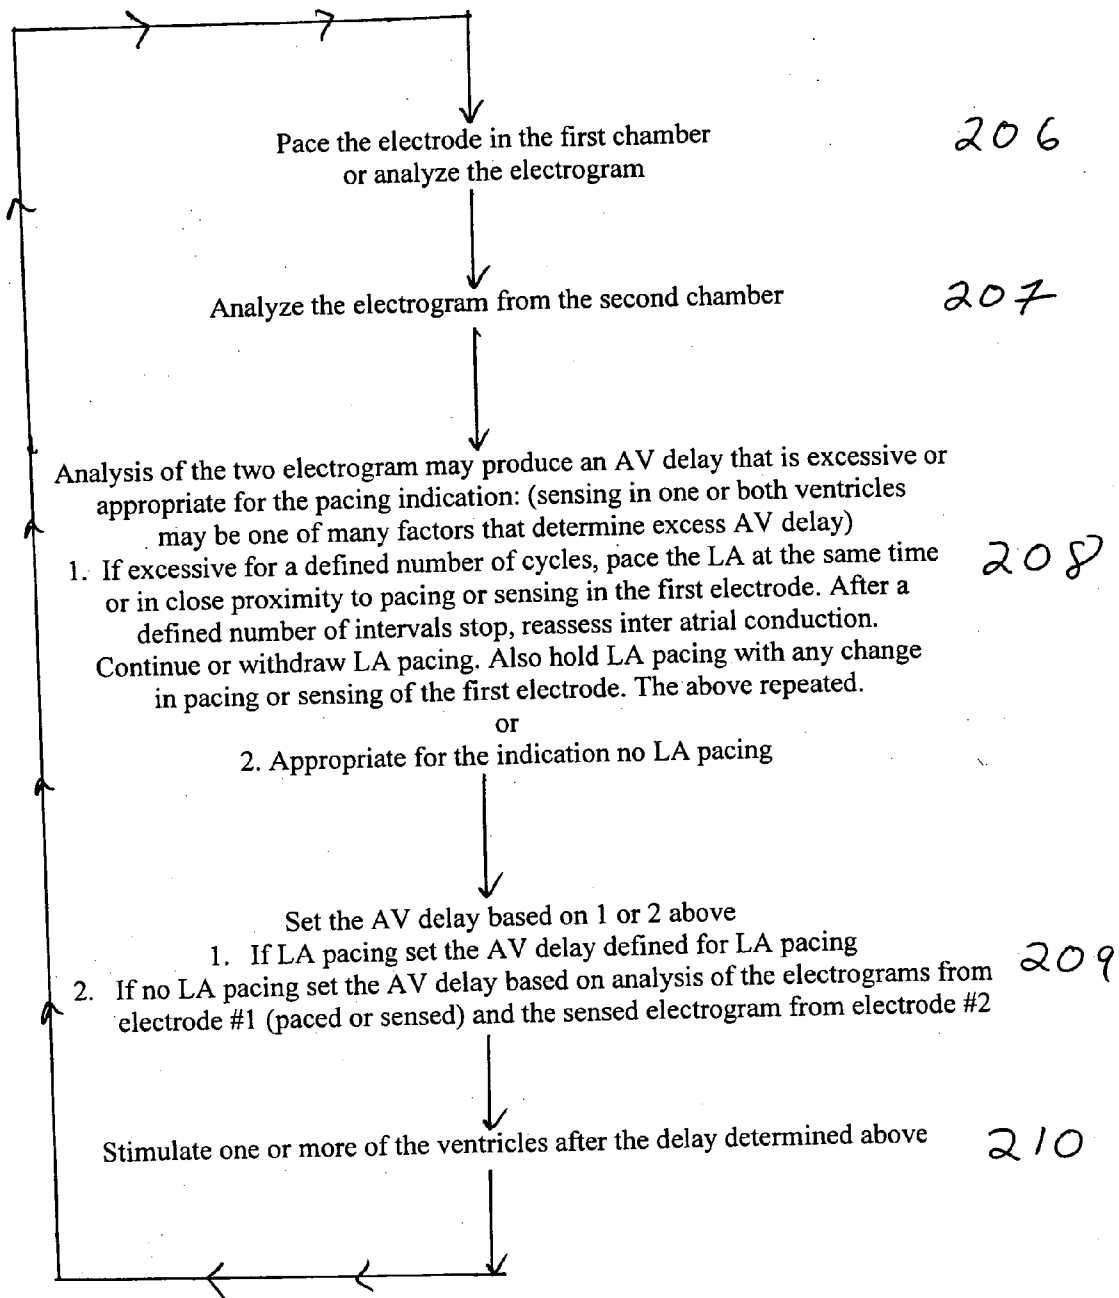 Pace the electrode in the first chamber
or analyze the electrogram
206
Analyze the electrogram from the second chamber
207
Analysis of the two electrogram may produce an AV delay that is excessive or
appropriate for the pacing indication: (sensing in one or both ventricles
may be one of many factors that determine excess AV delay)
1. If excessive for a defined number of cycles, pace the LA at the same time
or in close proximity to pacing or sensing in the first electrode. After a
defined number of intervals stop, reassess inter atrial conduction.
Continue or withdraw LA pacing. Also hold LA pacing with any change
in pacing or sensing of the first electrode. The above repeated.
or
2. Appropriate for the indication no LA pacing
208
Set the AV delay based on 1 or 2 above
1. If LA pacing set the AV delay defined for LA pacing
2. If no LA pacing set the AV delay based on analysis of the electrograms from
electrode #1 (paced or sensed) and the sensed electrogram from electrode #2
209
Stimulate one or more of the ventricles after the delay determined above
210